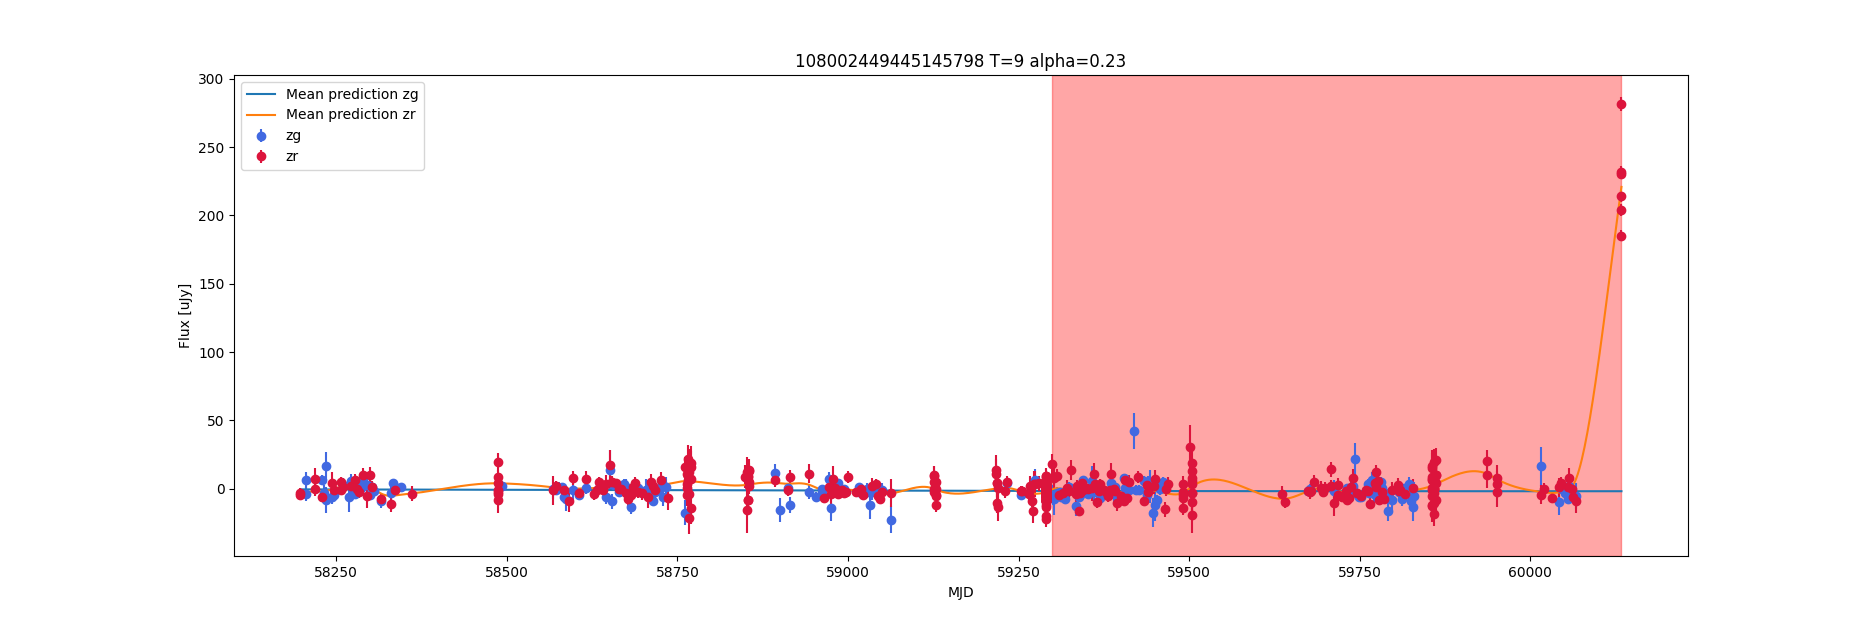 108002449445145798 T=9 alpha=0.23
300
250
200
150
100
50
0
Flux [uJy]
Mean prediction zg
Mean prediction zr
zg
zr
58250 58500 58750 59000 59250 59500 59750 60000
MJD